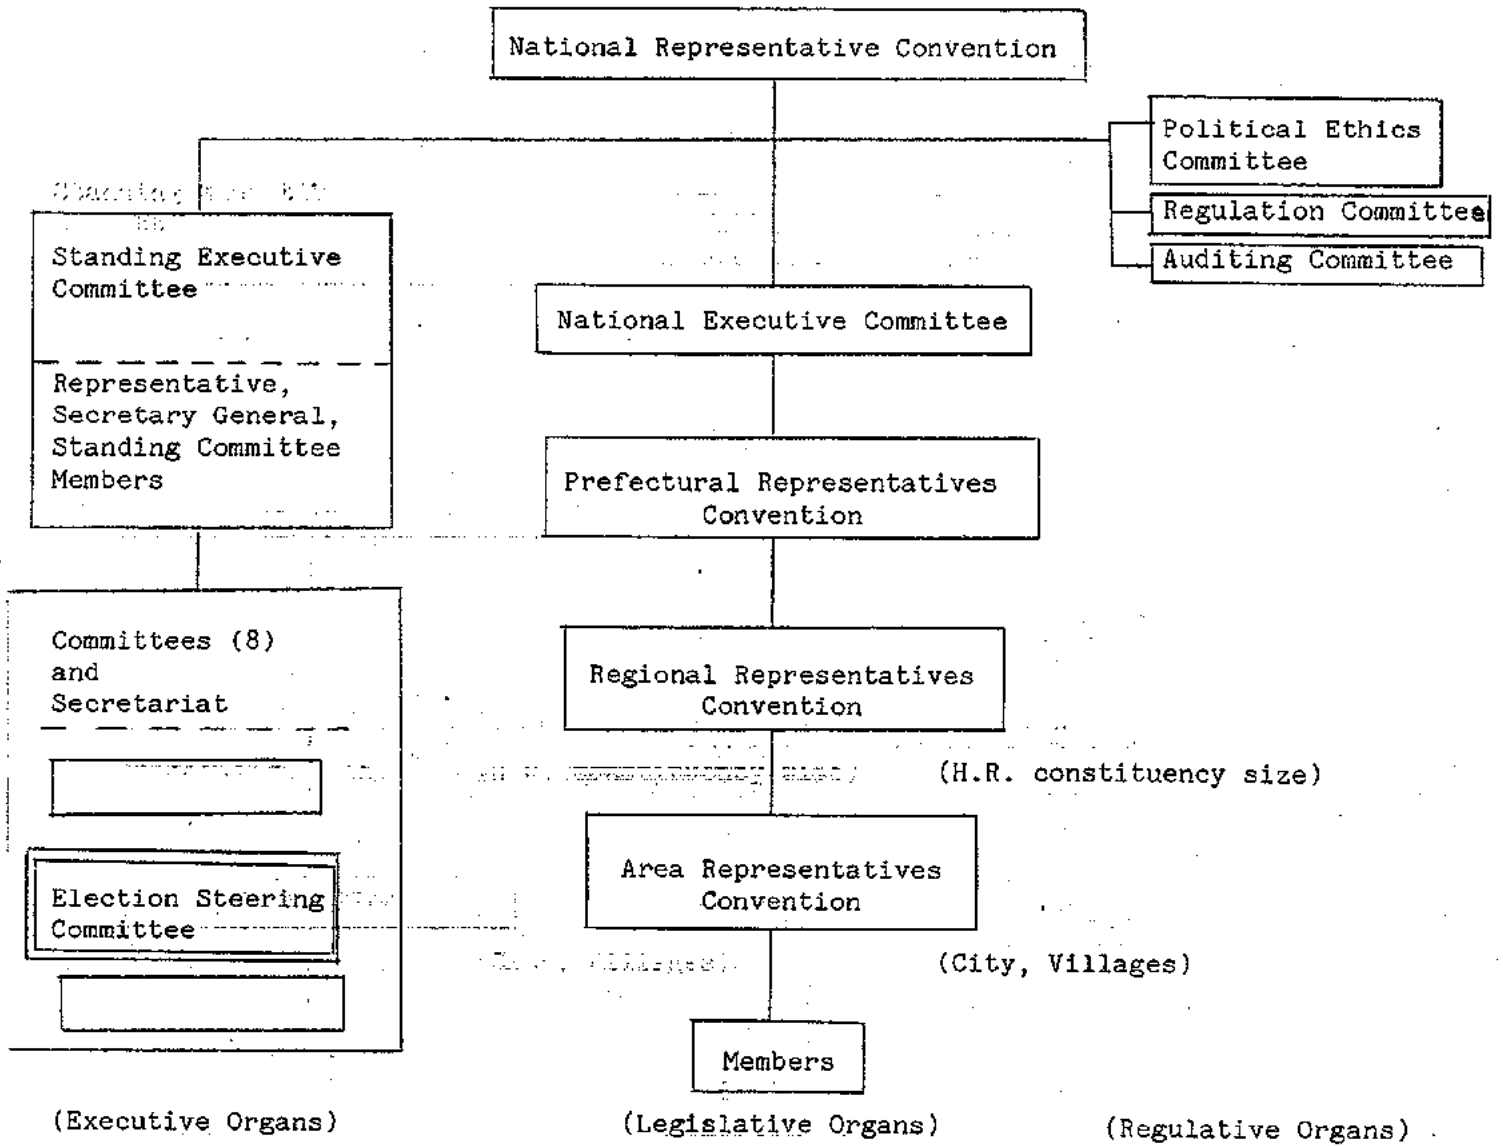 National Representative Convention
Political Ethics
Committee
Regulation Committee
Auditing Committee
Standing Executive
Committee
National Executive Committee
Representative,
Secretary General,
Standing Committee
Members
Prefectural Representatives
Convention
Committees (8)
and
Secretariat
Regional Representatives
Convention
(H.R. constituency size)
Area Representatives
Convention
Election Steering
Committee
(City, Villages)
Members
(Executive Organs)
(Legislative Organs)
(Regulative Organs)